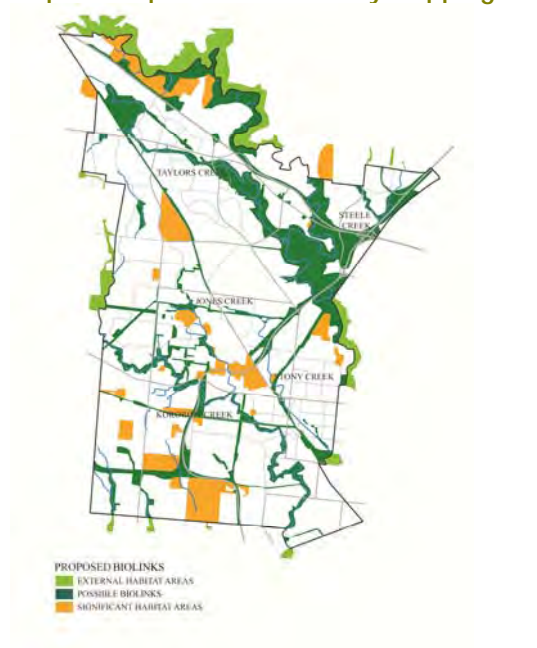 TAYLORS CREEK
STEELE
CREEK
JONES CREEK
STONY CREEK
KOROROIT CREEK
PROPOSED BIOLINKS
EXTERNAL HABITAT AREAS
POSSIBLE BIOLINKS
SIGNIFICANT HABITAT AREAS